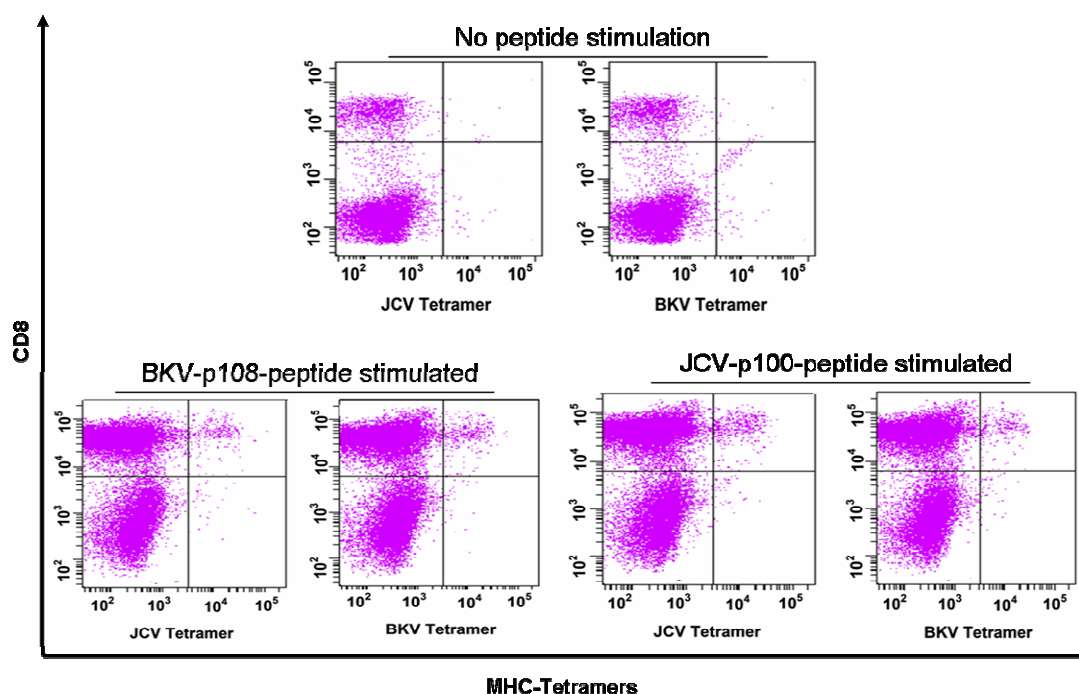 No peptide stimulation
10^5
10^4
10^3
10^2
10^2 10^3 10^4 10^5
JCV Tetramer
10^5
10^4
10^3
10^2
10^2 10^3 10^4 10^5
BKV Tetramer
CD8
BKV-p108-peptide stimulated
10^5
10^4
10^3
10^2
10^2 10^3 10^4 10^5
JCV Tetramer
10^5
10^4
10^3
10^2
10^2 10^3 10^4 10^5
BKV Tetramer
JCV-p100-peptide stimulated
10^5
10^4
10^3
10^2
10^2 10^3 10^4 10^5
JCV Tetramer
10^5
10^4
10^3
10^2
10^2 10^3 10^4 10^5
BKV Tetramer
MHC-Tetramers